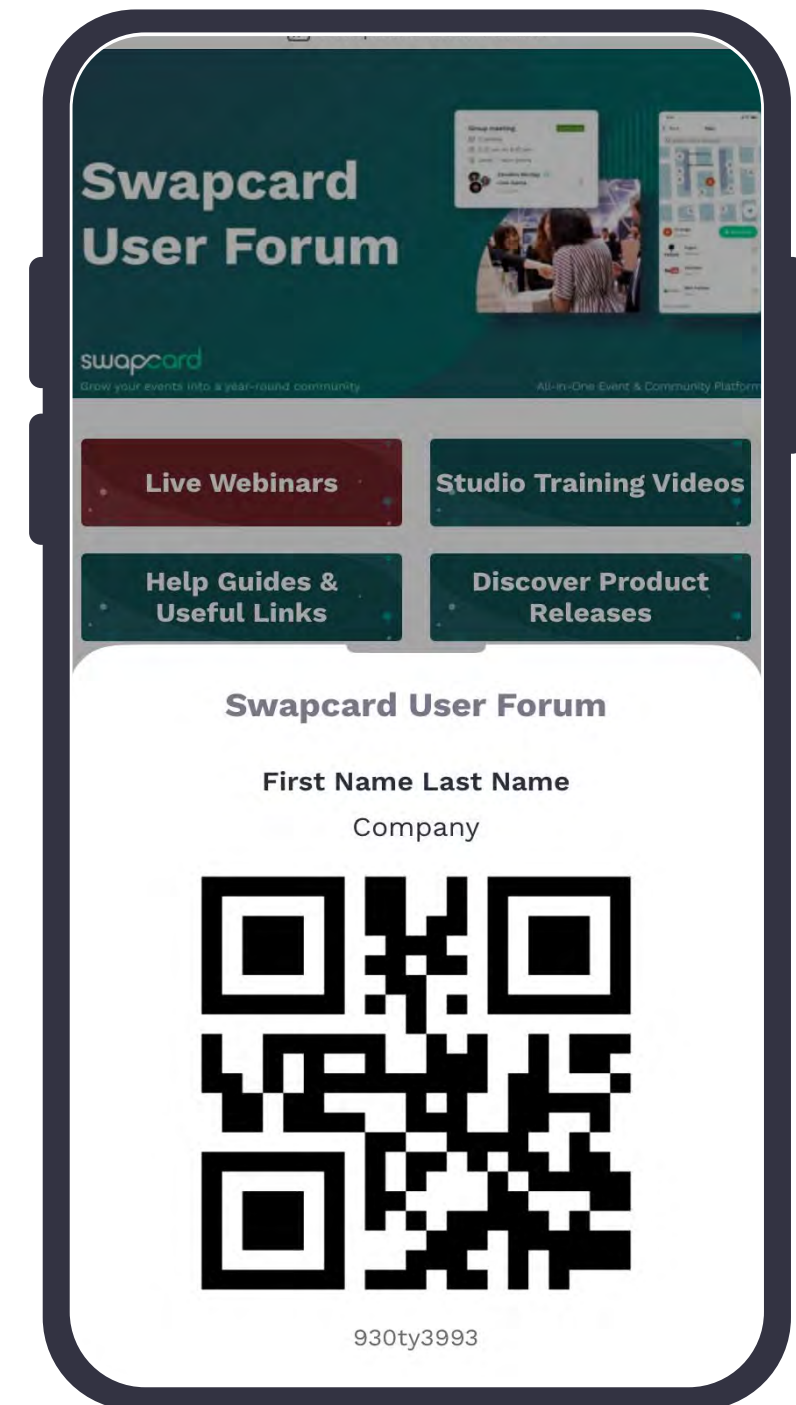 Swapcard
User Forum
Group meeting
swapcard
Grow your events into a year-round community
All-in-One Event & Community Platform
Live Webinars
Studio Training Videos
Help Guides &
Useful Links
Discover Product
Releases
Swapcard User Forum
First Name Last Name
Company
930ty3993